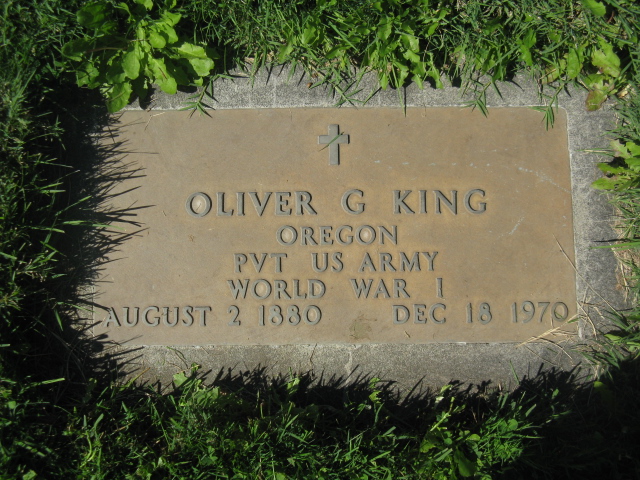 OLIVER G KING
OREGON
PVT US ARMY
WORLD WAR I
AUGUST 2 1880 DEC 18 1970